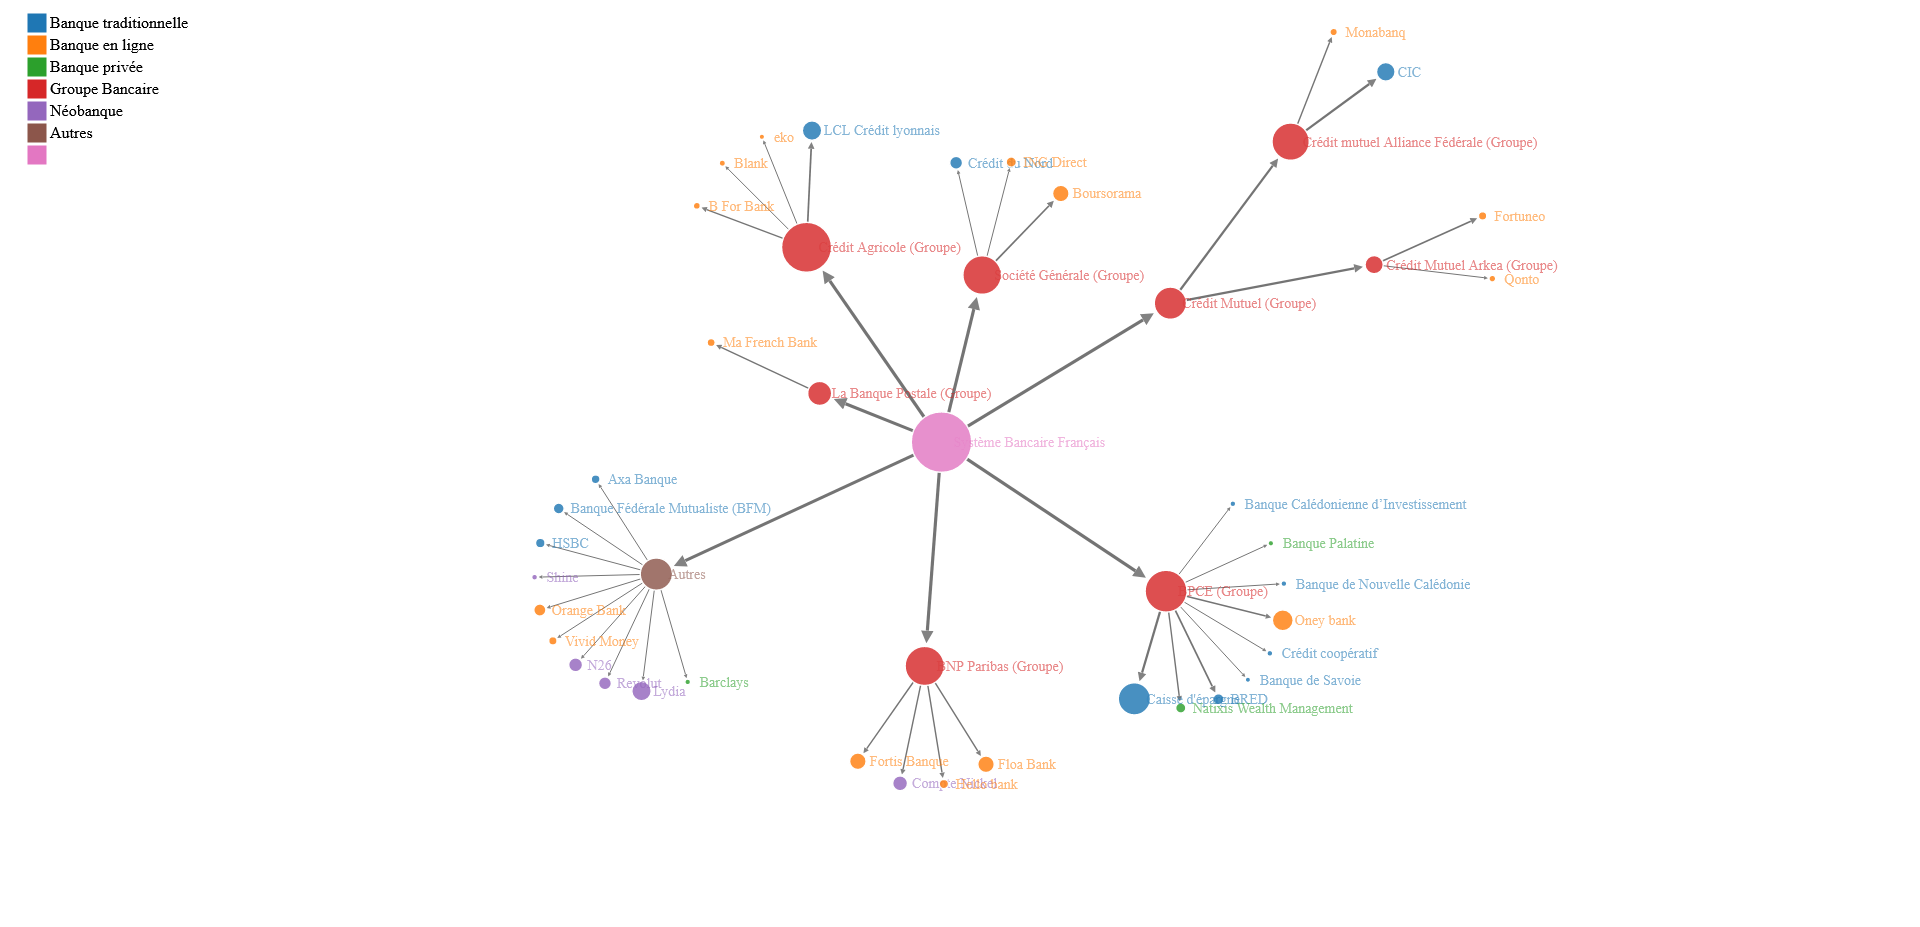 Banque traditionnelle
Banque en ligne
Banque privée
Groupe Bancaire
Néobanque
Autres
Monabanq
CIC
LCL Crédit lyonnais
eko
Crédit mutuel Alliance Fédérale (Groupe)
Blank
Crédit du Nord
ING Direct
Boursorama
B For Bank
Fortuneo
Crédit Agricole (Groupe)
Crédit Mutuel Arkea (Groupe)
Société Générale (Groupe)
Qonto
Crédit Mutuel (Groupe)
Ma French Bank
La Banque Postale (Groupe)
Système Bancaire Français
Axa Banque
Banque Calédonienne d’Investissement
Banque Fédérale Mutualiste (BFM)
HSBC
Banque Palatine
Autres
Shine
Banque de Nouvelle Calédonie
BPCE (Groupe)
Orange Bank
Oney bank
Vivid Money
Crédit coopératif
N26
BNP Paribas (Groupe)
Banque de Savoie
Revolut
Barclays
Lydia
Caisse d'épargne
BRED
Natixis Wealth Management
Fortis Banque
Floa Bank
Compte Nickel
Hello bank